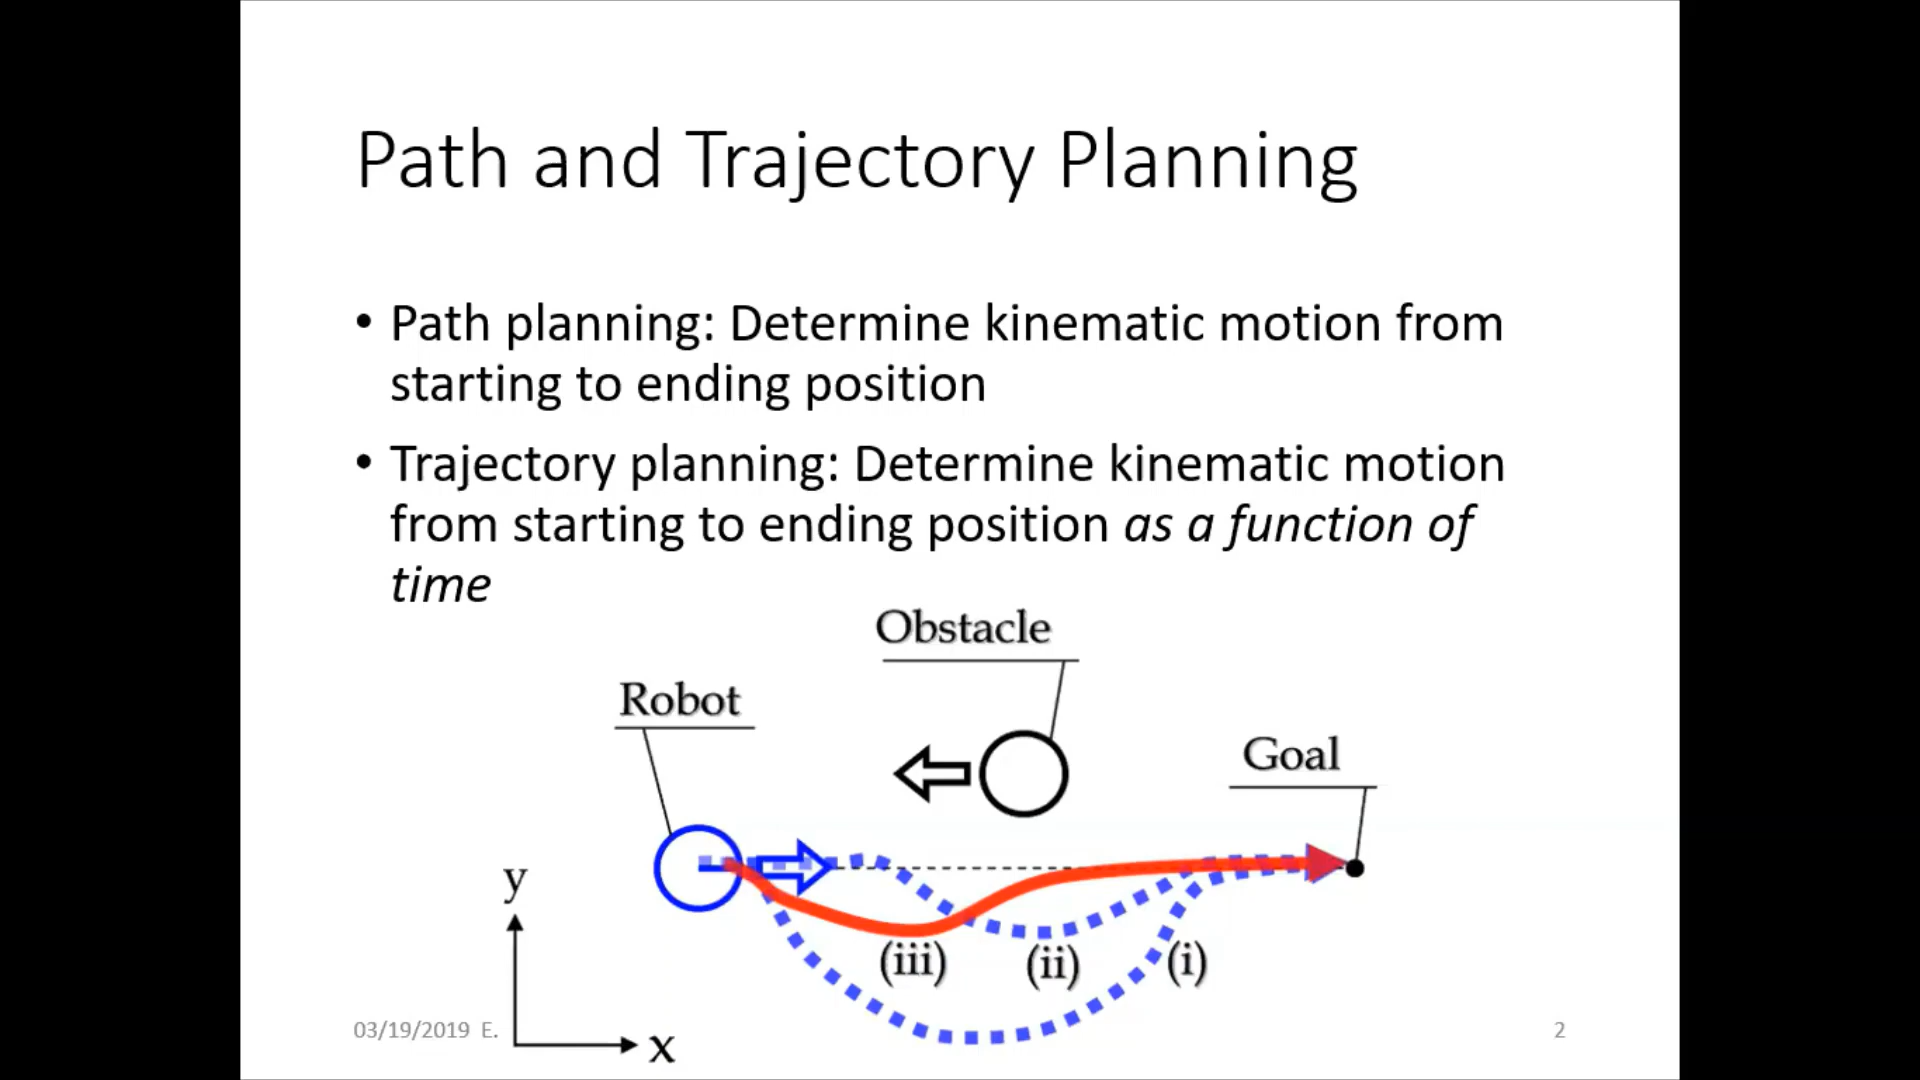 Path and Trajectory Planning
• Path planning: Determine kinematic motion from
starting to ending position
• Trajectory planning: Determine kinematic motion
from starting to ending position as a function of
time
Obstacle
Robot
Goal
y
(iii)
(ii)
(i)
x
03/19/2019 E.
2